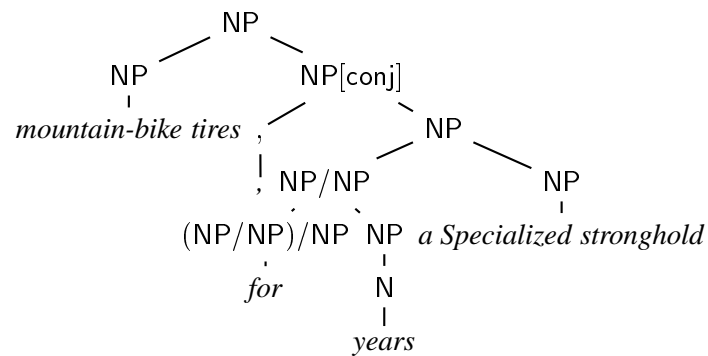 NP
NP NP[conj]
mountain-bike tires , NP
, NP/NP NP
(NP/NP)/NP NP a Specialized stronghold
for N
years